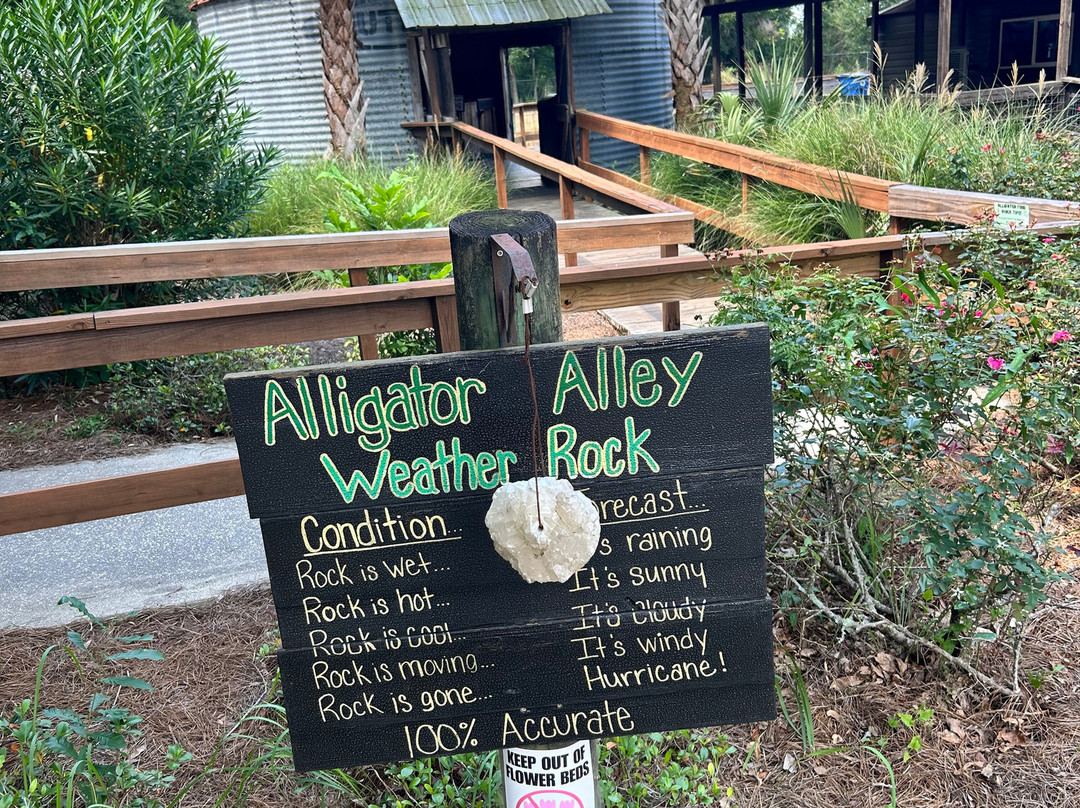 Alligator Alley
Weather Rock
Condition...
Rock is wet... raining
Rock is hot... It's sunny
Rock is cool... It's cloudy
Rock is moving... It's windy
Rock is gone... Hurricane!
100% Accurate
KEEP OUT OF
FLOWER BEDS